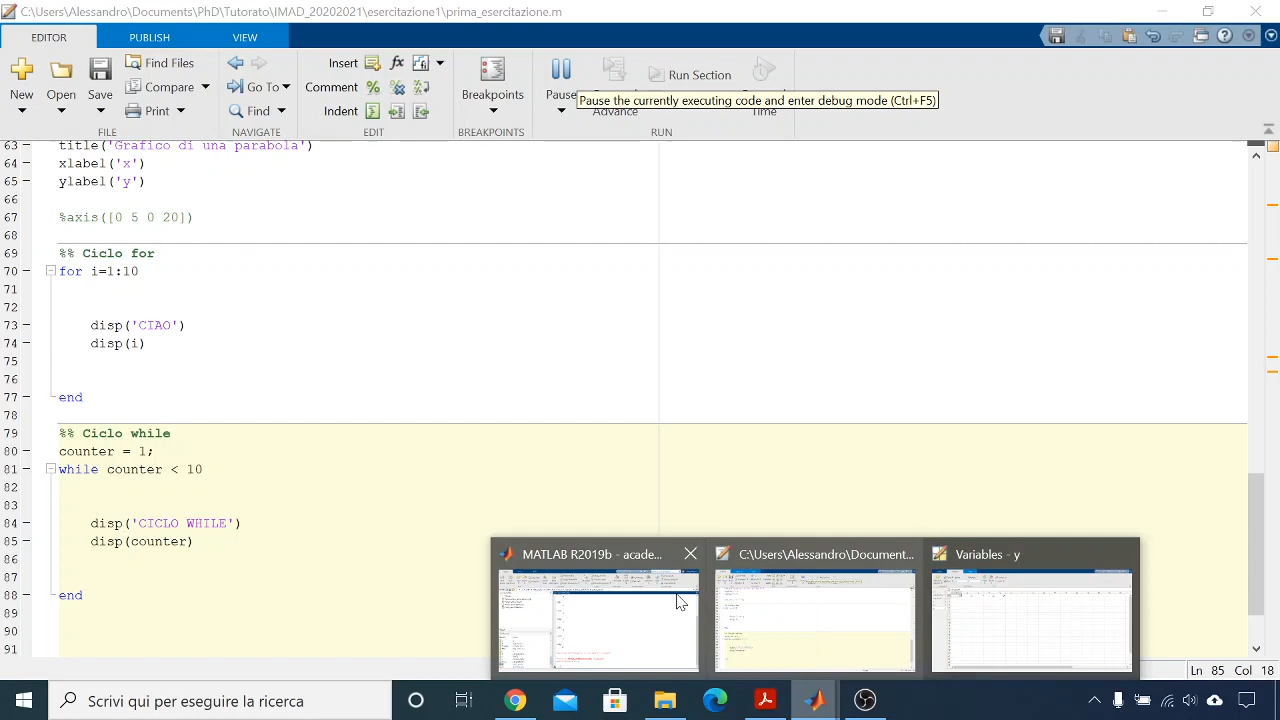 C:\Users\Alessandro\Documents\PhD\Tutorato\IMAD_20202021\esercitazione1\prima_esercitazione.m
EDITOR PUBLISH VIEW
New Open Save Find Files Compare Print
Go To Find
Insert fx
Comment
Indent
Breakpoints
Pause Run Section
Advance Time
Pause the currently executing code and enter debug mode (Ctrl+F5)
FILE NAVIGATE EDIT BREAKPOINTS RUN
63 title('Grafico di una parabola')
64 xlabel('x')
65 ylabel('y')
66
67 %axis([0 5 0 20])
68
69 %% Ciclo for
70 for i=1:10
71
72
73 disp('CIAO')
74 disp(i)
75
76
77 end
78
79 %% Ciclo while
80 counter = 1;
81 while counter < 10
82
83
84 disp('CICLO WHILE')
85 disp(counter)
86
87
88 end
89
90
91
MATLAB R2019b - acade...
C:\Users\Alessandro\Document...
Variables - y
Ln 85 Col 18
Scrivi qui per eseguire la ricerca